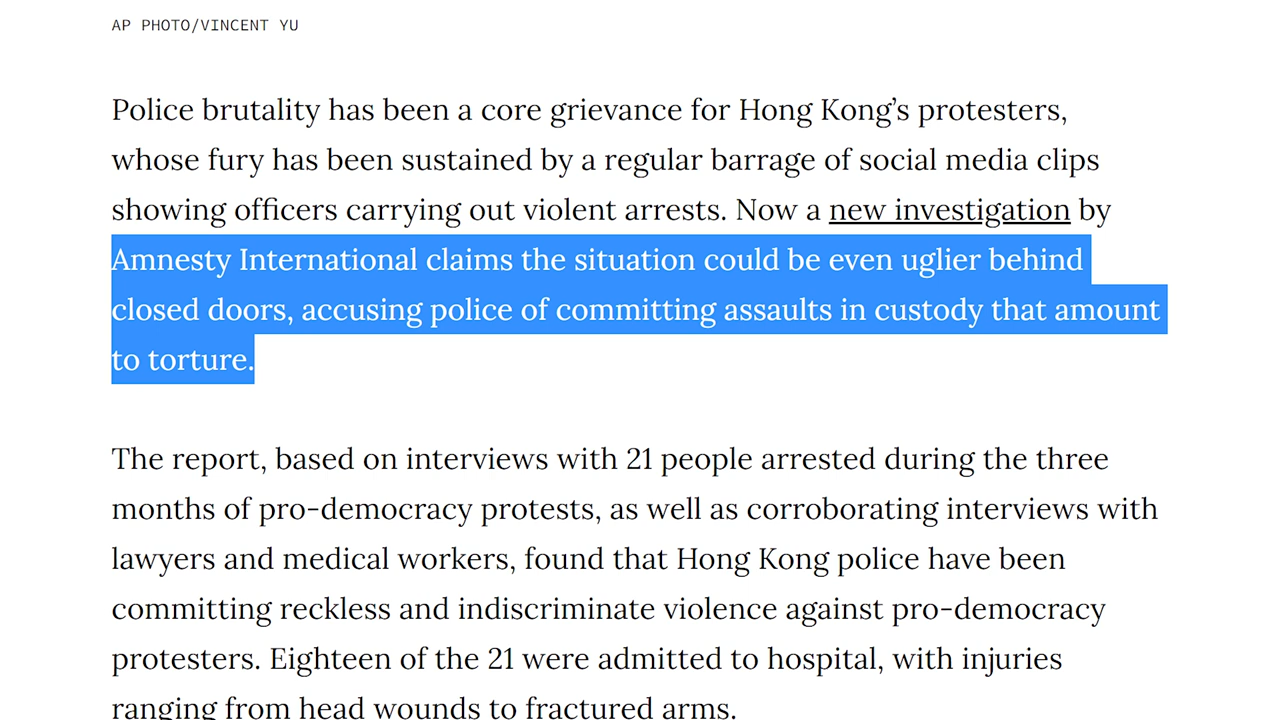 AP PHOTO/VINCENT YU
Police brutality has been a core grievance for Hong Kong’s protesters,
whose fury has been sustained by a regular barrage of social media clips
showing officers carrying out violent arrests. Now a new investigation by
Amnesty International claims the situation could be even uglier behind
closed doors, accusing police of committing assaults in custody that amount
to torture.
The report, based on interviews with 21 people arrested during the three
months of pro-democracy protests, as well as corroborating interviews with
lawyers and medical workers, found that Hong Kong police have been
committing reckless and indiscriminate violence against pro-democracy
protesters. Eighteen of the 21 were admitted to hospital, with injuries
ranging from head wounds to fractured arms.